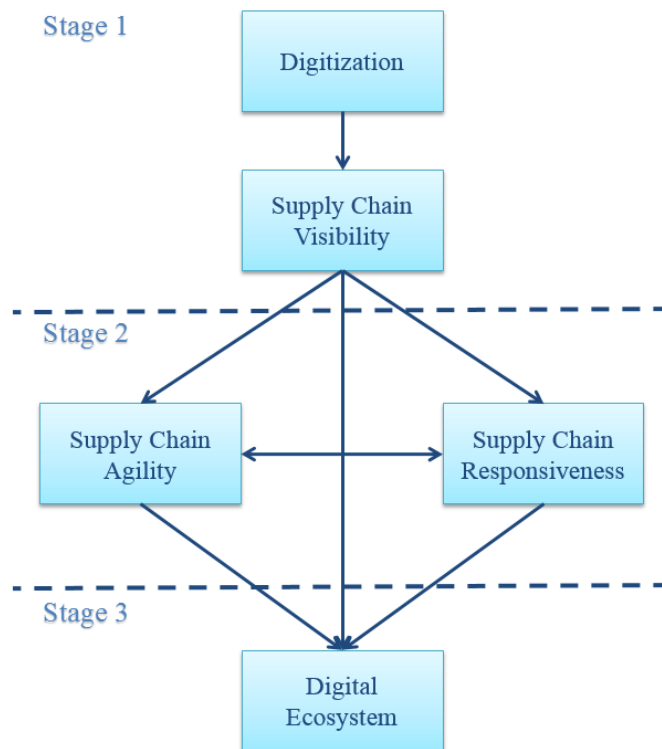 Stage 1
Digitization
Supply Chain
Visibility
Stage 2
Supply Chain
Agility
Supply Chain
Responsiveness
Stage 3
Digital
Ecosystem